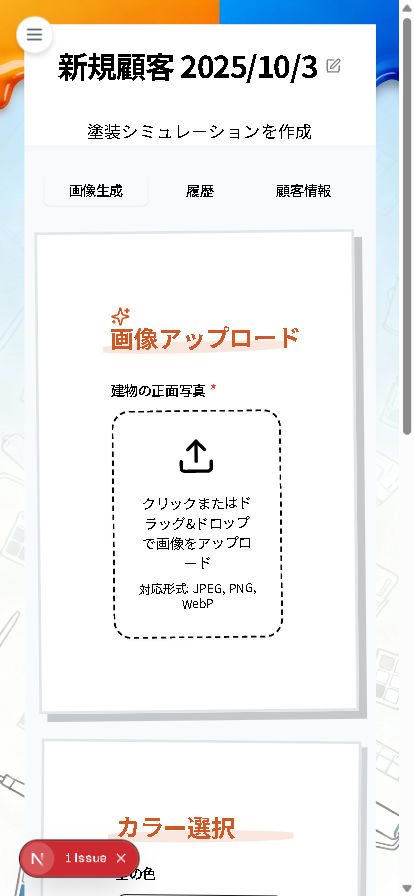 新規顧客 2025/10/3
塗装シミュレーションを作成
画像生成 履歴 顧客情報
画像アップロード
建物の正面写真 *
クリックまたはド
ラッグ&ドロップ
で画像をアップロ
ード
対応形式: JPEG, PNG,
WebP
カラー選択
の色
N 1 Issue